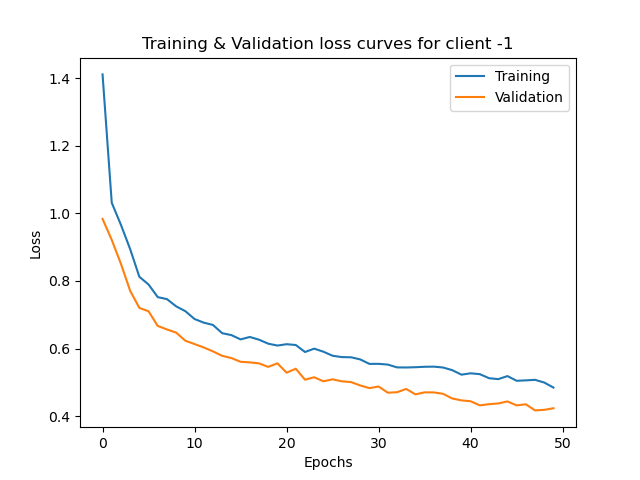 Training & Validation loss curves for client -1
Training
Validation
Loss
1.4
1.2
1.0
0.8
0.6
0.4
0 10 20 30 40 50
Epochs